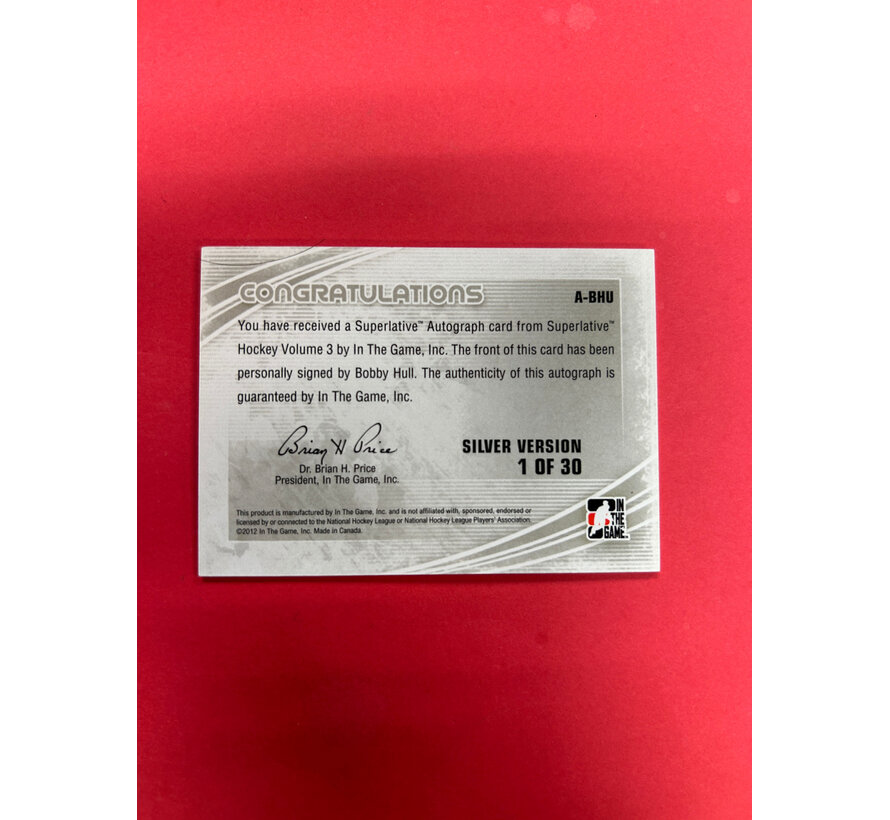 CONGRATULATIONS
A-BHU
You have received a Superlative™ Autograph card from Superlative™
Hockey Volume 3 by In The Game, Inc. The front of this card has been
personally signed by Bobby Hull. The authenticity of this autograph is
guaranteed by In The Game, Inc.
Brian H Price
Dr. Brian H. Price
President, In The Game, Inc.
SILVER VERSION
1 OF 30
This product is manufactured by In The Game, Inc. and is not affiliated with, sponsored, endorsed or
licensed by or connected to the National Hockey League or National Hockey League Players' Association.
©2012 In The Game, Inc. Made in Canada.
IN
THE
GAME